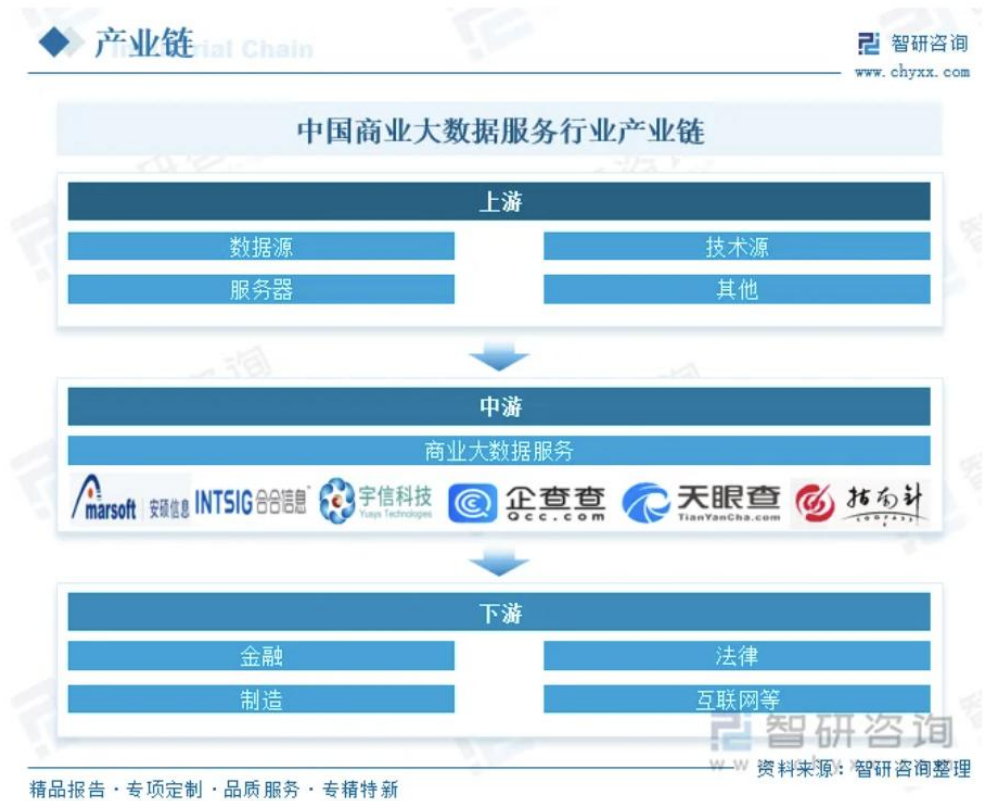 产业链
Industrial Chain
智研咨询
www.chyxx.com
中国商业大数据服务行业产业链
上游
数据源
技术源
服务器
其他
中游
商业大数据服务
Amarsoft 安硕信息
INTSIG 合合信息
宇信科技
Yusys Technologies
企查查
Qcc.com
天眼查
TianYanCha.com
指南针
COMPASS
下游
金融
法律
制造
互联网等
智研咨询
资料来源：智研咨询整理
精品报告·专项定制·品质服务·专精特新